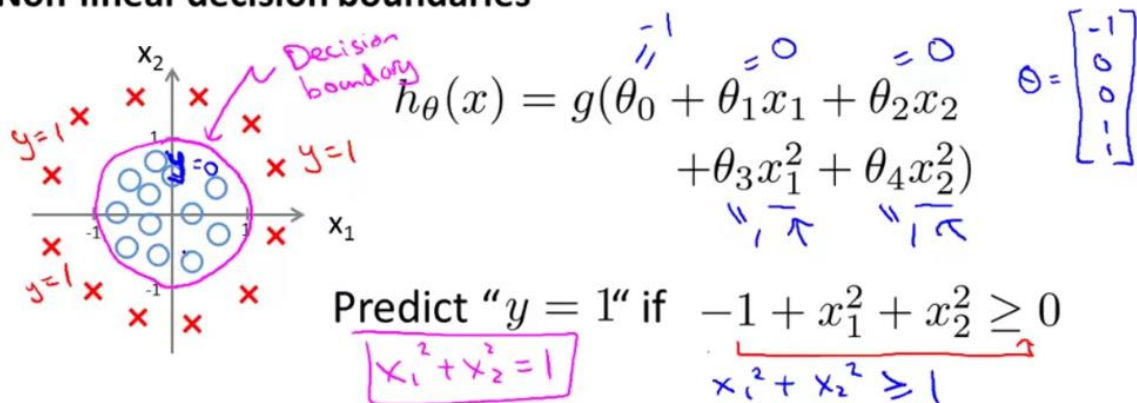 Non-linear decision boundaries
x₂
Decision
boundary
-1
=0
=0
hθ(x) = g(θ₀ + θ₁x₁ + θ₂x₂
+θ₃x₁² + θ₄x₂²)
"1
"1
θ = [-1
0
0
1
1]
y=1
1
y=0
y=1
-1
1
x₁
y=1
-1
Predict "y = 1" if −1 + x₁² + x₂² ≥ 0
x₁² + x₂² = 1
x₁² + x₂² ≥ 1